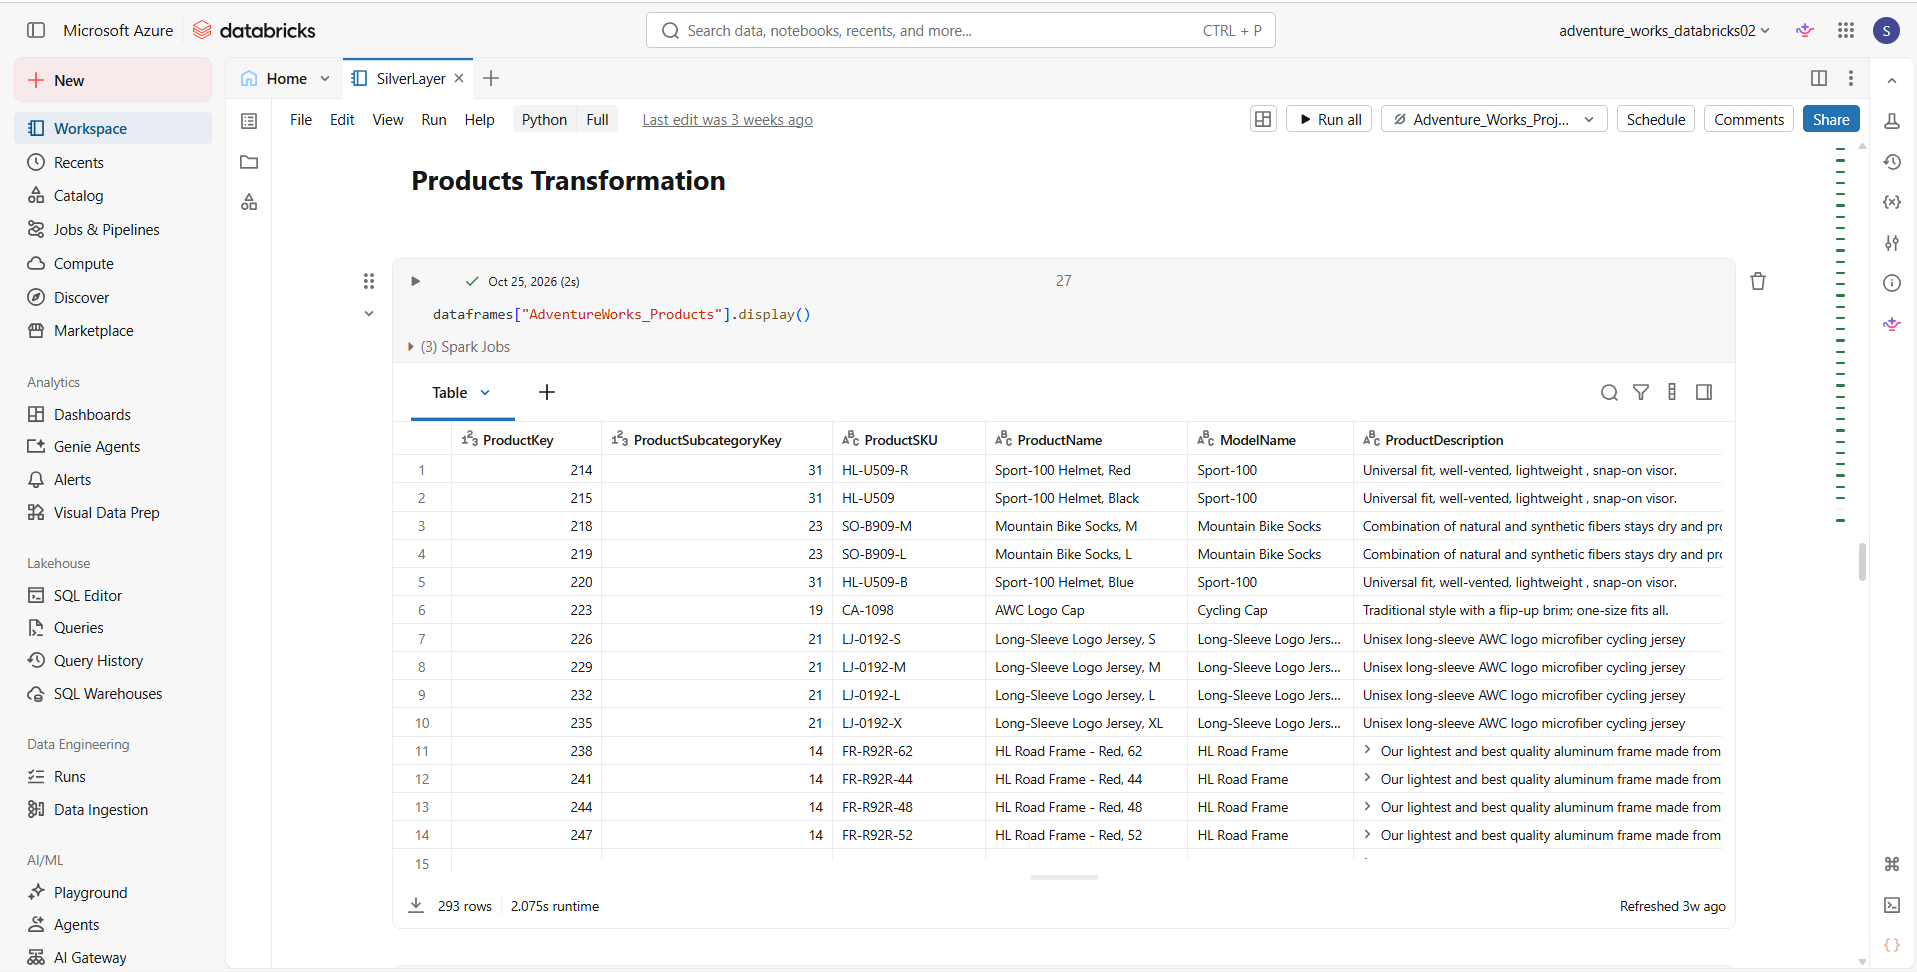 Microsoft Azure databricks Search data, notebooks, recents, and more... CTRL + P adventure_works_databricks02 S
New
Home SilverLayer
File Edit View Run Help Python Full Last edit was 3 weeks ago Run all Adventure_Works_Proj... Schedule Comments Share
Workspace
Recents
Catalog
Jobs & Pipelines
Compute
Discover
Marketplace
Analytics
Dashboards
Genie Agents
Alerts
Visual Data Prep
Lakehouse
SQL Editor
Queries
Query History
SQL Warehouses
Data Engineering
Runs
Data Ingestion
AI/ML
Playground
Agents
AI Gateway
Products Transformation
Oct 25, 2026 (2s) 27
dataframes["AdventureWorks_Products"].display()
(3) Spark Jobs
Table
ProductKey ProductSubcategoryKey ProductSKU ProductName ModelName ProductDescription
1 214 31 HL-U509-R Sport-100 Helmet, Red Sport-100 Universal fit, well-vented, lightweight , snap-on visor.
2 215 31 HL-U509 Sport-100 Helmet, Black Sport-100 Universal fit, well-vented, lightweight , snap-on visor.
3 218 23 SO-B909-M Mountain Bike Socks, M Mountain Bike Socks Combination of natural and synthetic fibers stays dry and pro
4 219 23 SO-B909-L Mountain Bike Socks, L Mountain Bike Socks Combination of natural and synthetic fibers stays dry and pro
5 220 31 HL-U509-B Sport-100 Helmet, Blue Sport-100 Universal fit, well-vented, lightweight , snap-on visor.
6 223 19 CA-1098 AWC Logo Cap Cycling Cap Traditional style with a flip-up brim; one-size fits all.
7 226 21 LJ-0192-S Long-Sleeve Logo Jersey, S Long-Sleeve Logo Jers... Unisex long-sleeve AWC logo microfiber cycling jersey
8 229 21 LJ-0192-M Long-Sleeve Logo Jersey, M Long-Sleeve Logo Jers... Unisex long-sleeve AWC logo microfiber cycling jersey
9 232 21 LJ-0192-L Long-Sleeve Logo Jersey, L Long-Sleeve Logo Jers... Unisex long-sleeve AWC logo microfiber cycling jersey
10 235 21 LJ-0192-X Long-Sleeve Logo Jersey, XL Long-Sleeve Logo Jers... Unisex long-sleeve AWC logo microfiber cycling jersey
11 238 14 FR-R92R-62 HL Road Frame - Red, 62 HL Road Frame Our lightest and best quality aluminum frame made from
12 241 14 FR-R92R-44 HL Road Frame - Red, 44 HL Road Frame Our lightest and best quality aluminum frame made from
13 244 14 FR-R92R-48 HL Road Frame - Red, 48 HL Road Frame Our lightest and best quality aluminum frame made from
14 247 14 FR-R92R-52 HL Road Frame - Red, 52 HL Road Frame Our lightest and best quality aluminum frame made from
15
293 rows 2.075s runtime Refreshed 3w ago